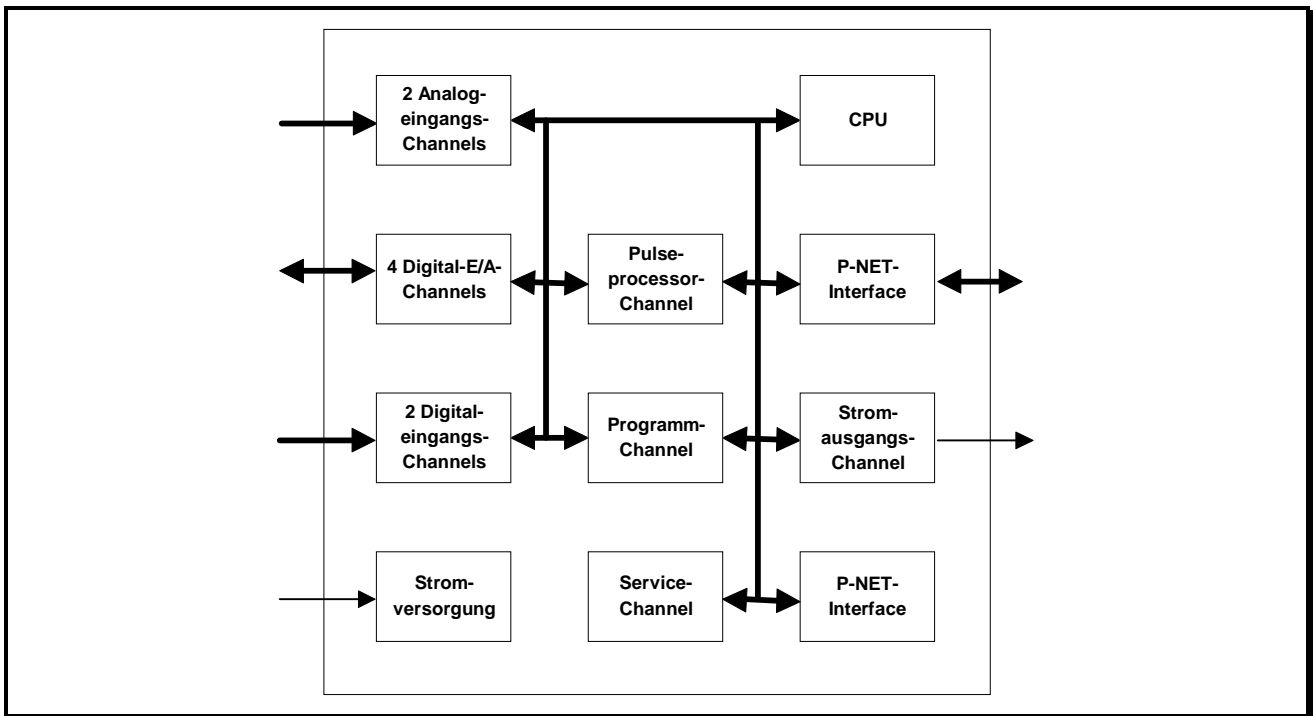 2 Analog-
eingangs-
Channels
CPU
4 Digital-E/A-
Channels
Pulse-
processor-
Channel
P-NET-
Interface
2 Digital-
eingangs-
Channels
Programm-
Channel
Strom-
ausgangs-
Channel
Strom-
versorgung
Service-
Channel
P-NET-
Interface